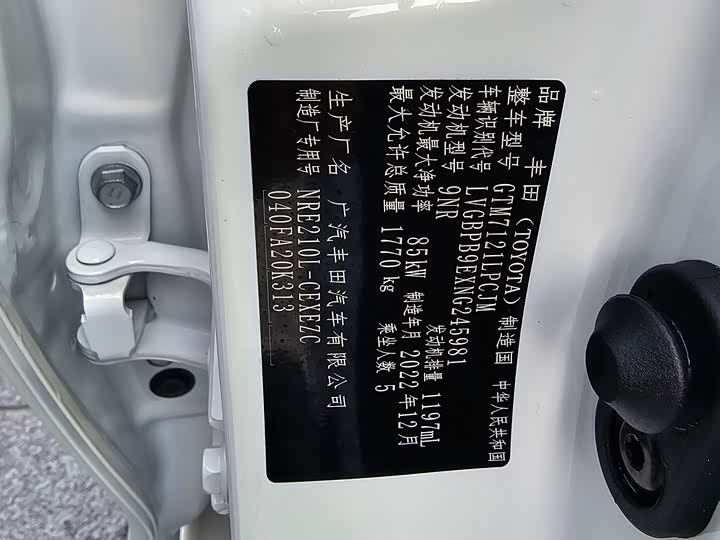 品牌 丰田(TOYOTA) 制造国 中华人民共和国
整车型号 GTM7121LPCJM
车辆识别代号 LVGBPB9EXNG245981
发动机型号 9NR 发动机排量 1197mL
发动机最大净功率 85kW 制造年月 2022年12月
最大允许总质量 1770kg 乘坐人数 5
生产厂名 广汽丰田汽车有限公司
制造厂专用号 NRE210L-CEXEZC
040FA20K313